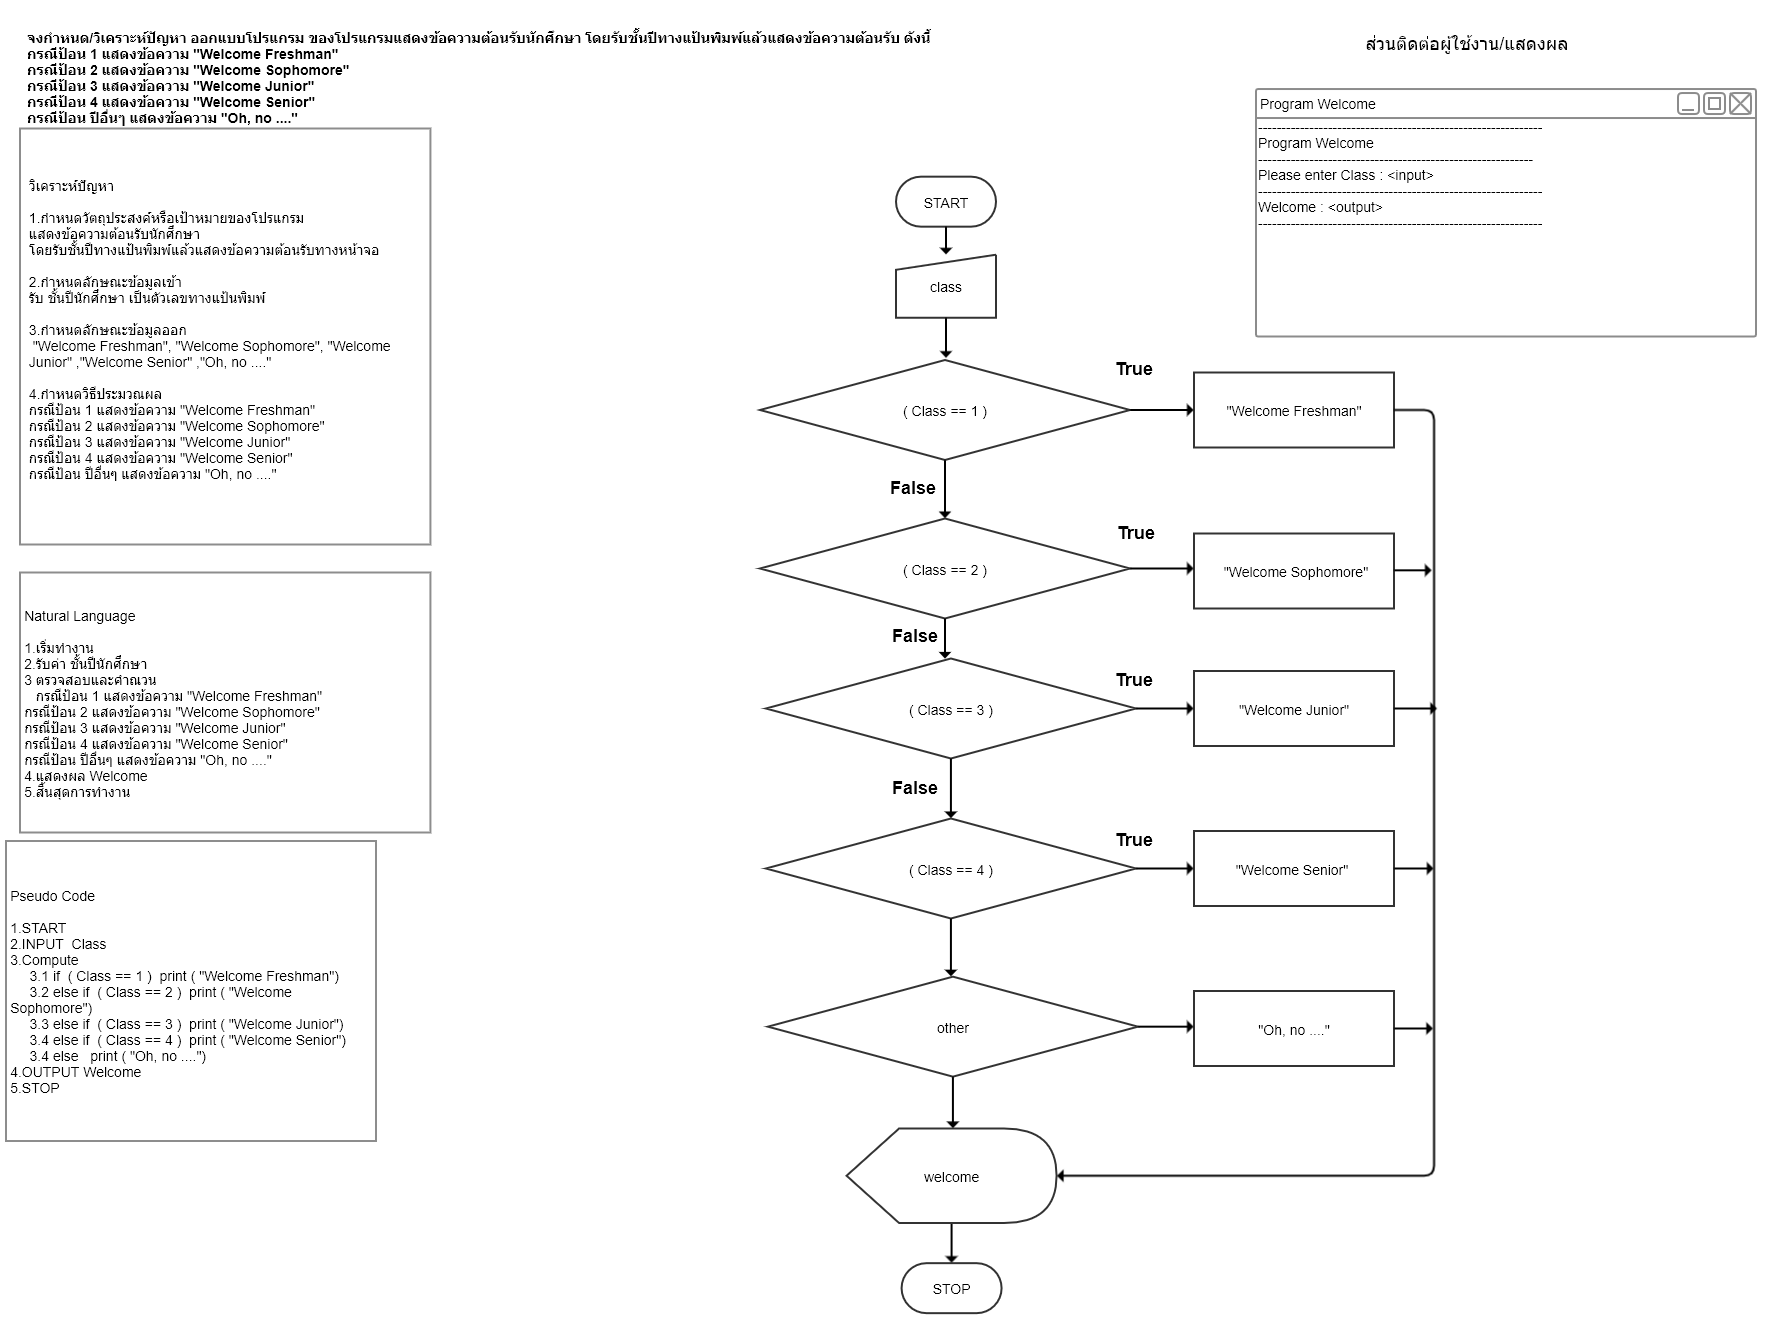 จงกำหนด/วิเคราะห์ปัญหา ออกแบบโปรแกรม ของโปรแกรมแสดงข้อความต้อนรับนักศึกษา โดยรับชั้นปีทางแป้นพิมพ์แล้วแสดงข้อความต้อนรับ ดังนี้
กรณีป้อน 1 แสดงข้อความ "Welcome Freshman"
กรณีป้อน 2 แสดงข้อความ "Welcome Sophomore"
กรณีป้อน 3 แสดงข้อความ "Welcome Junior"
กรณีป้อน 4 แสดงข้อความ "Welcome Senior"
กรณีป้อน ปีอื่นๆ แสดงข้อความ "Oh, no ...."
วิเคราะห์ปัญหา
1.กำหนดวัตถุประสงค์หรือเป้าหมายของโปรแกรม
แสดงข้อความต้อนรับนักศึกษา
โดยรับชั้นปีทางแป้นพิมพ์แล้วแสดงข้อความต้อนรับทางหน้าจอ
2.กำหนดลักษณะข้อมูลเข้า
รับ ชั้นปีนักศึกษา เป็นตัวเลขทางแป้นพิมพ์
3.กำหนดลักษณะข้อมูลออก
"Welcome Freshman", "Welcome Sophomore", "Welcome
Junior" ,"Welcome Senior" ,"Oh, no ...."
4.กำหนดวิธีประมวณผล
กรณีป้อน 1 แสดงข้อความ "Welcome Freshman"
กรณีป้อน 2 แสดงข้อความ "Welcome Sophomore"
กรณีป้อน 3 แสดงข้อความ "Welcome Junior"
กรณีป้อน 4 แสดงข้อความ "Welcome Senior"
กรณีป้อน ปีอื่นๆ แสดงข้อความ "Oh, no ...."
Natural Language
1.เริ่มทำงาน
2.รับค่า ชั้นปีนักศึกษา
3 ตรวจสอบและคำณวน
กรณีป้อน 1 แสดงข้อความ "Welcome Freshman"
กรณีป้อน 2 แสดงข้อความ "Welcome Sophomore"
กรณีป้อน 3 แสดงข้อความ "Welcome Junior"
กรณีป้อน 4 แสดงข้อความ "Welcome Senior"
กรณีป้อน ปีอื่นๆ แสดงข้อความ "Oh, no ...."
4.แสดงผล Welcome
5.สิ้นสุดการทำงาน
Pseudo Code
1.START
2.INPUT  Class
3.Compute
3.1 if  ( Class == 1 )  print ( "Welcome Freshman")
3.2 else if  ( Class == 2 )  print ( "Welcome
Sophomore")
3.3 else if  ( Class == 3 )  print ( "Welcome Junior")
3.4 else if  ( Class == 4 )  print ( "Welcome Senior")
3.4 else   print ( "Oh, no ....")
4.OUTPUT Welcome
5.STOP
START
class
( Class == 1 )
True
"Welcome Freshman"
False
( Class == 2 )
True
"Welcome Sophomore"
False
( Class == 3 )
True
"Welcome Junior"
False
( Class == 4 )
True
"Welcome Senior"
other
"Oh, no ...."
welcome
STOP
ส่วนติดต่อผู้ใช้งาน/แสดงผล
Program Welcome
--------------------------------------------------------------
Program Welcome
------------------------------------------------------------
Please enter Class : <input>
--------------------------------------------------------------
Welcome : <output>
--------------------------------------------------------------